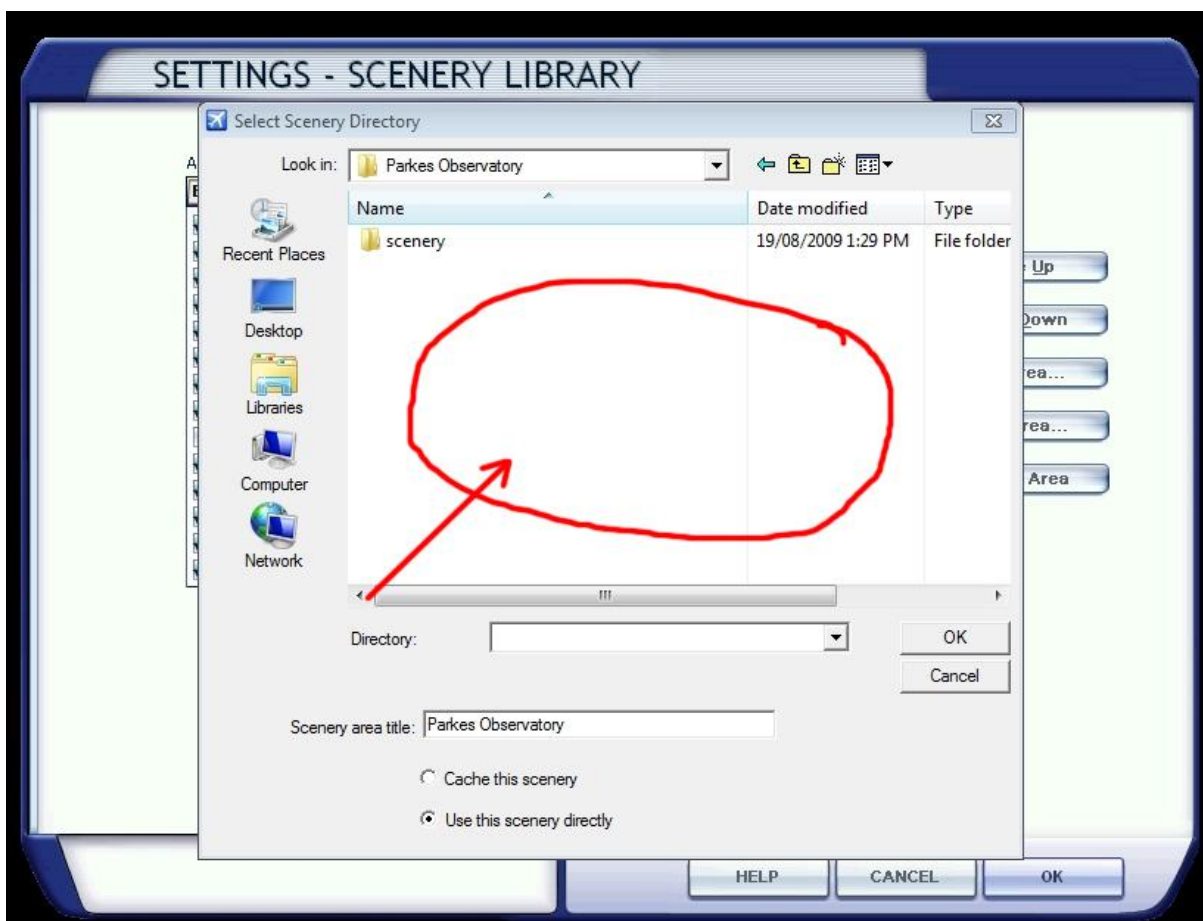 SETTINGS - SCENERY LIBRARY
Select Scenery Directory
A
Look in: Parkes Observatory
Name Date modified Type
scenery 19/08/2009 1:29 PM File folder
Recent Places
Desktop
Libraries
Computer
Network
Up
Down
rea...
rea...
Area
Directory:
OK
Cancel
Scenery area title: Parkes Observatory
Cache this scenery
Use this scenery directly
HELP CANCEL OK